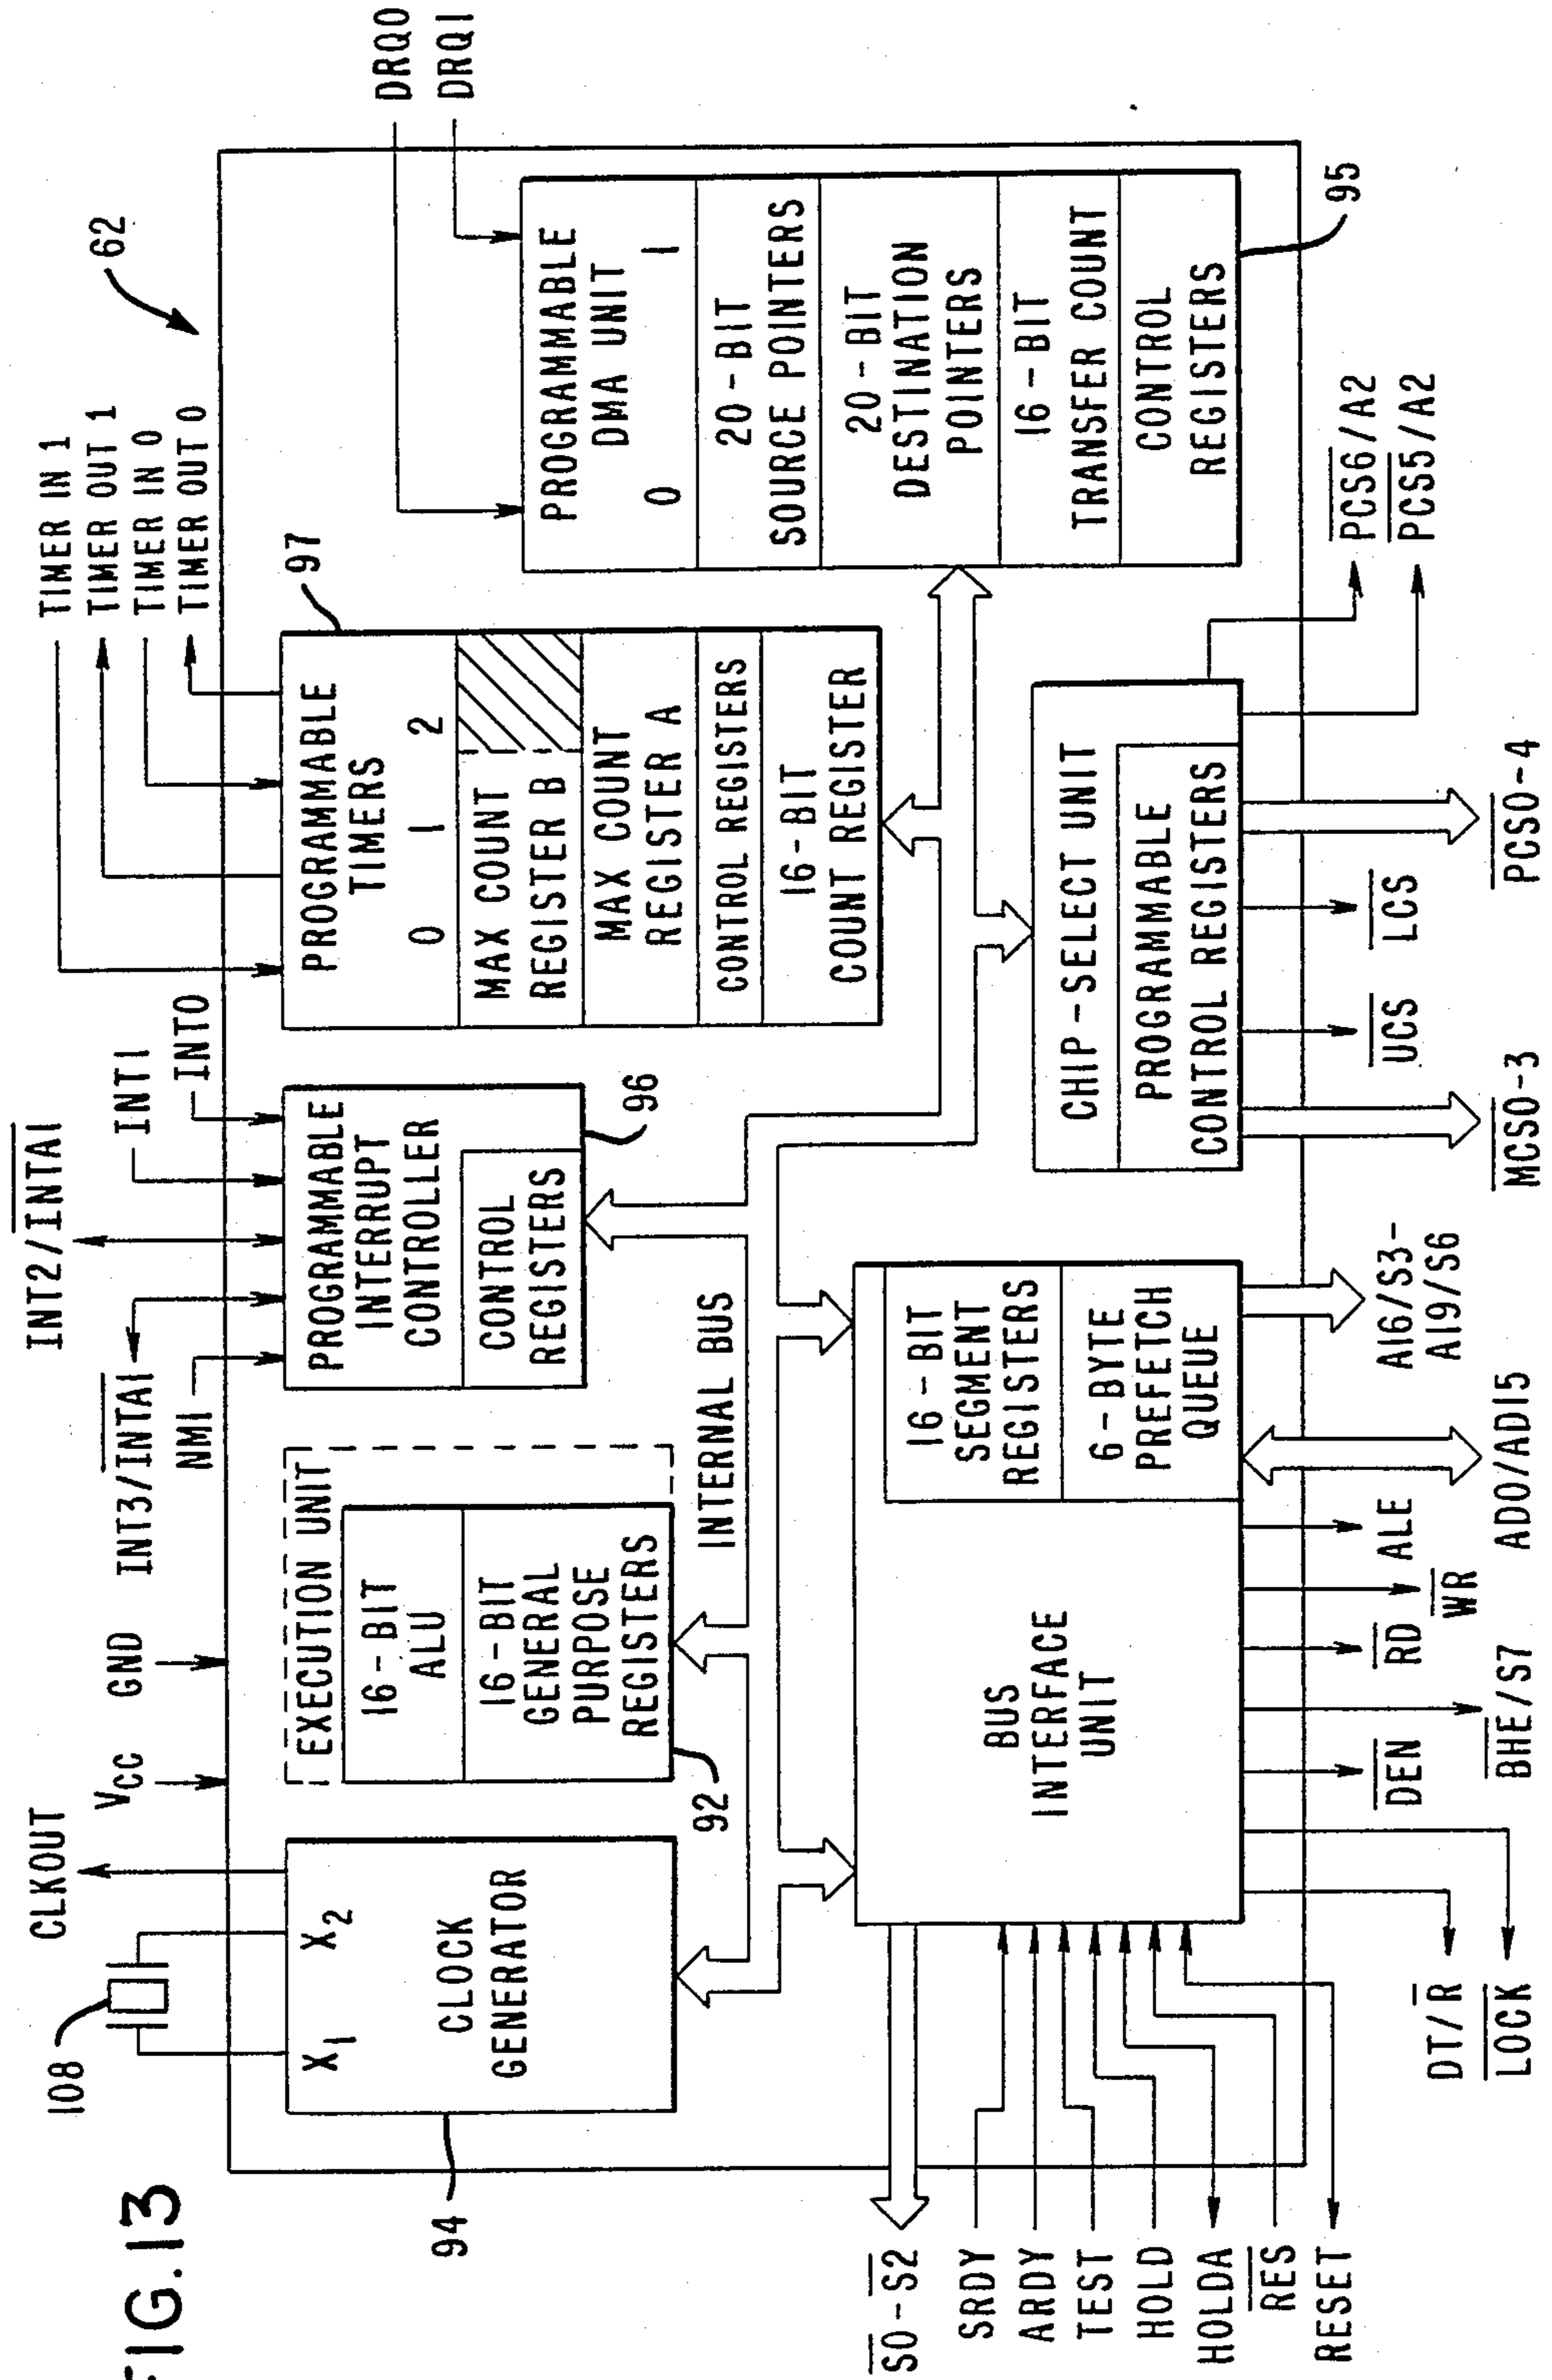 FIG.13
62
108
CLKOUT
VCC
GND
NMI
INT3/INTA1
INT2/INTA1
INT1
INT0
TIMER IN 1
TIMER OUT 1
TIMER IN 0
TIMER OUT 0
DRQ0
DRQ1
X1 X2
CLOCK
GENERATOR
94
EXECUTION UNIT
16-BIT
ALU
16-BIT
GENERAL
PURPOSE
REGISTERS
92
PROGRAMMABLE
INTERRUPT
CONTROLLER
CONTROL
REGISTERS
96
PROGRAMMABLE
TIMERS
0 1 2
MAX COUNT
REGISTER B
MAX COUNT
REGISTER A
CONTROL REGISTERS
16-BIT
COUNT REGISTER
97
PROGRAMMABLE
DMA UNIT
0 1
20-BIT
SOURCE POINTERS
20-BIT
DESTINATION
POINTERS
16-BIT
TRANSFER COUNT
CONTROL
REGISTERS
95
INTERNAL BUS
BUS
INTERFACE
UNIT
16-BIT
SEGMENT
REGISTERS
6-BYTE
PREFETCH
QUEUE
CHIP-SELECT UNIT
PROGRAMMABLE
CONTROL REGISTERS
S0-S2
SRDY
ARDY
TEST
HOLD
HOLDA
RES
RESET
DT/R
LOCK
DEN
BHE/S7
RD
WR
ALE
AD0/AD15
A16/S3-
A19/S6
MCS0-3
UCS
LCS
PCS0-4
PCS6/A2
PCS5/A2